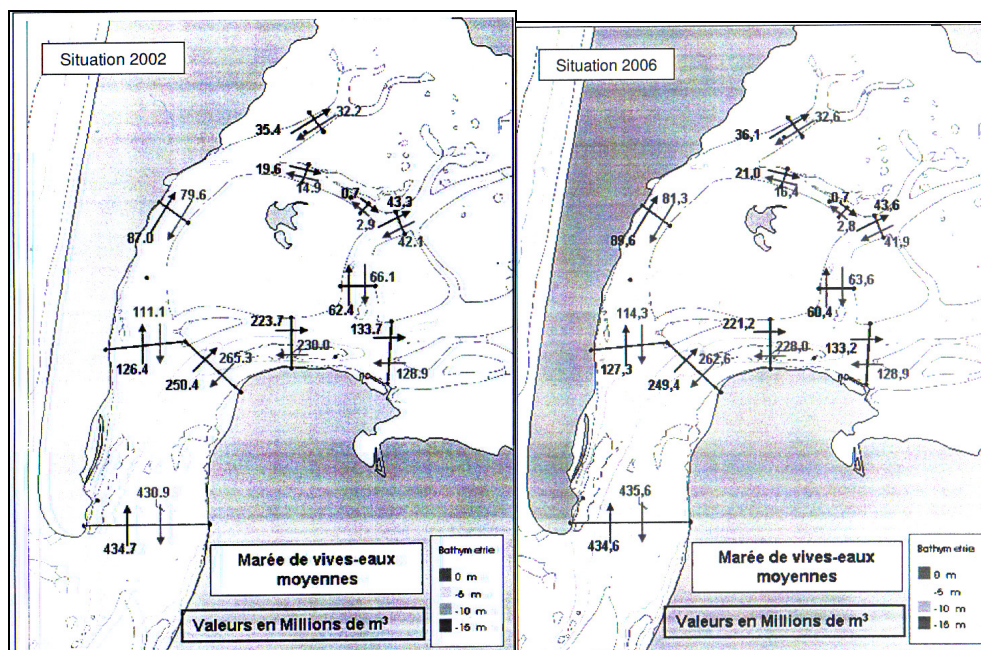 Situation 2002
32.2
35.4
19.6
14.9
0,7
43,3
79.6
2,9
87.0
42.1
66.1
62.4
111.1
223.7
133.7
230.0
265.3
126.4
250.4
128.9
430.9
434.7
Marée de vives-eaux
moyennes
Valeurs en Millions de m³
Bathymetrie
0 m
-5 m
-10 m
-15 m
Situation 2006
32,6
36,1
21,0
16,4
0,7
43,6
81,3
2,8
89,6
41,9
63,6
60,4
114,3
221,2
133,2
228,0
262,6
127,3
249,4
128,9
435,6
434,6
Marée de vives-eaux
moyennes
Valeurs en Millions de m³
Bathymetrie
0 m
-5 m
-10 m
-15 m